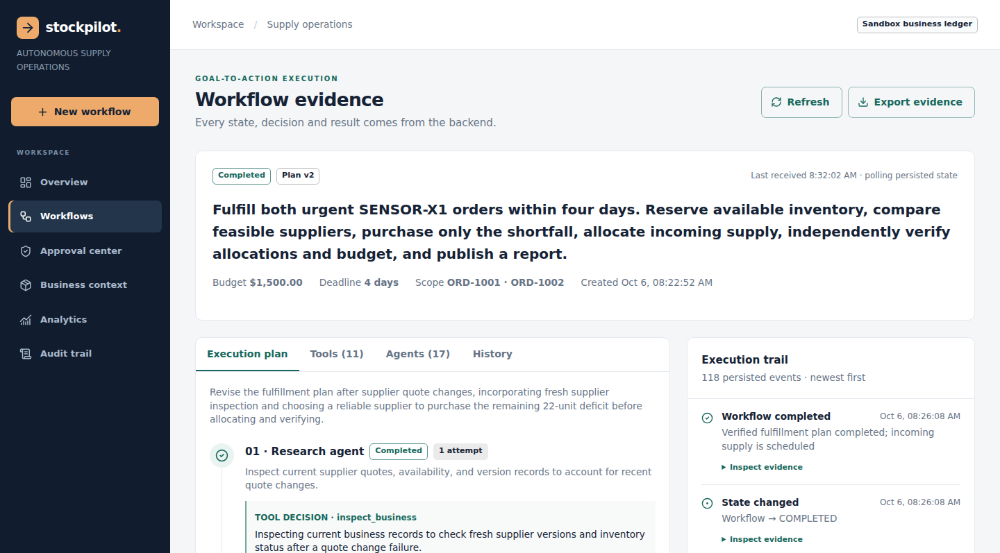 stockpilot.
AUTONOMOUS SUPPLY
OPERATIONS
New workflow
WORKSPACE
Overview
Workflows
Approval center
Business context
Analytics
Audit trail
Workspace / Supply operations
Sandbox business ledger
GOAL-TO-ACTION EXECUTION
Workflow evidence
Every state, decision and result comes from the backend.
Refresh
Export evidence
Completed
Plan v2
Last received 8:32:02 AM · polling persisted state
Fulfill both urgent SENSOR-X1 orders within four days. Reserve available inventory, compare
feasible suppliers, purchase only the shortfall, allocate incoming supply, independently verify
allocations and budget, and publish a report.
Budget $1,500.00 Deadline 4 days Scope ORD-1001 · ORD-1002 Created Oct 6, 08:22:52 AM
Execution plan Tools (11) Agents (17) History
Revise the fulfillment plan after supplier quote changes, incorporating fresh supplier
inspection and choosing a reliable supplier to purchase the remaining 22-unit deficit before
allocating and verifying.
01 · Research agent Completed 1 attempt
Inspect current supplier quotes, availability, and version records to account for recent
quote changes.
TOOL DECISION · inspect_business
Inspecting current business records to check fresh supplier versions and inventory
status after a quote change failure.
Execution trail
118 persisted events · newest first
Workflow completed Oct 6, 08:26:08 AM
Verified fulfillment plan completed; incoming
supply is scheduled
Inspect evidence
State changed Oct 6, 08:26:08 AM
Workflow → COMPLETED
Inspect evidence